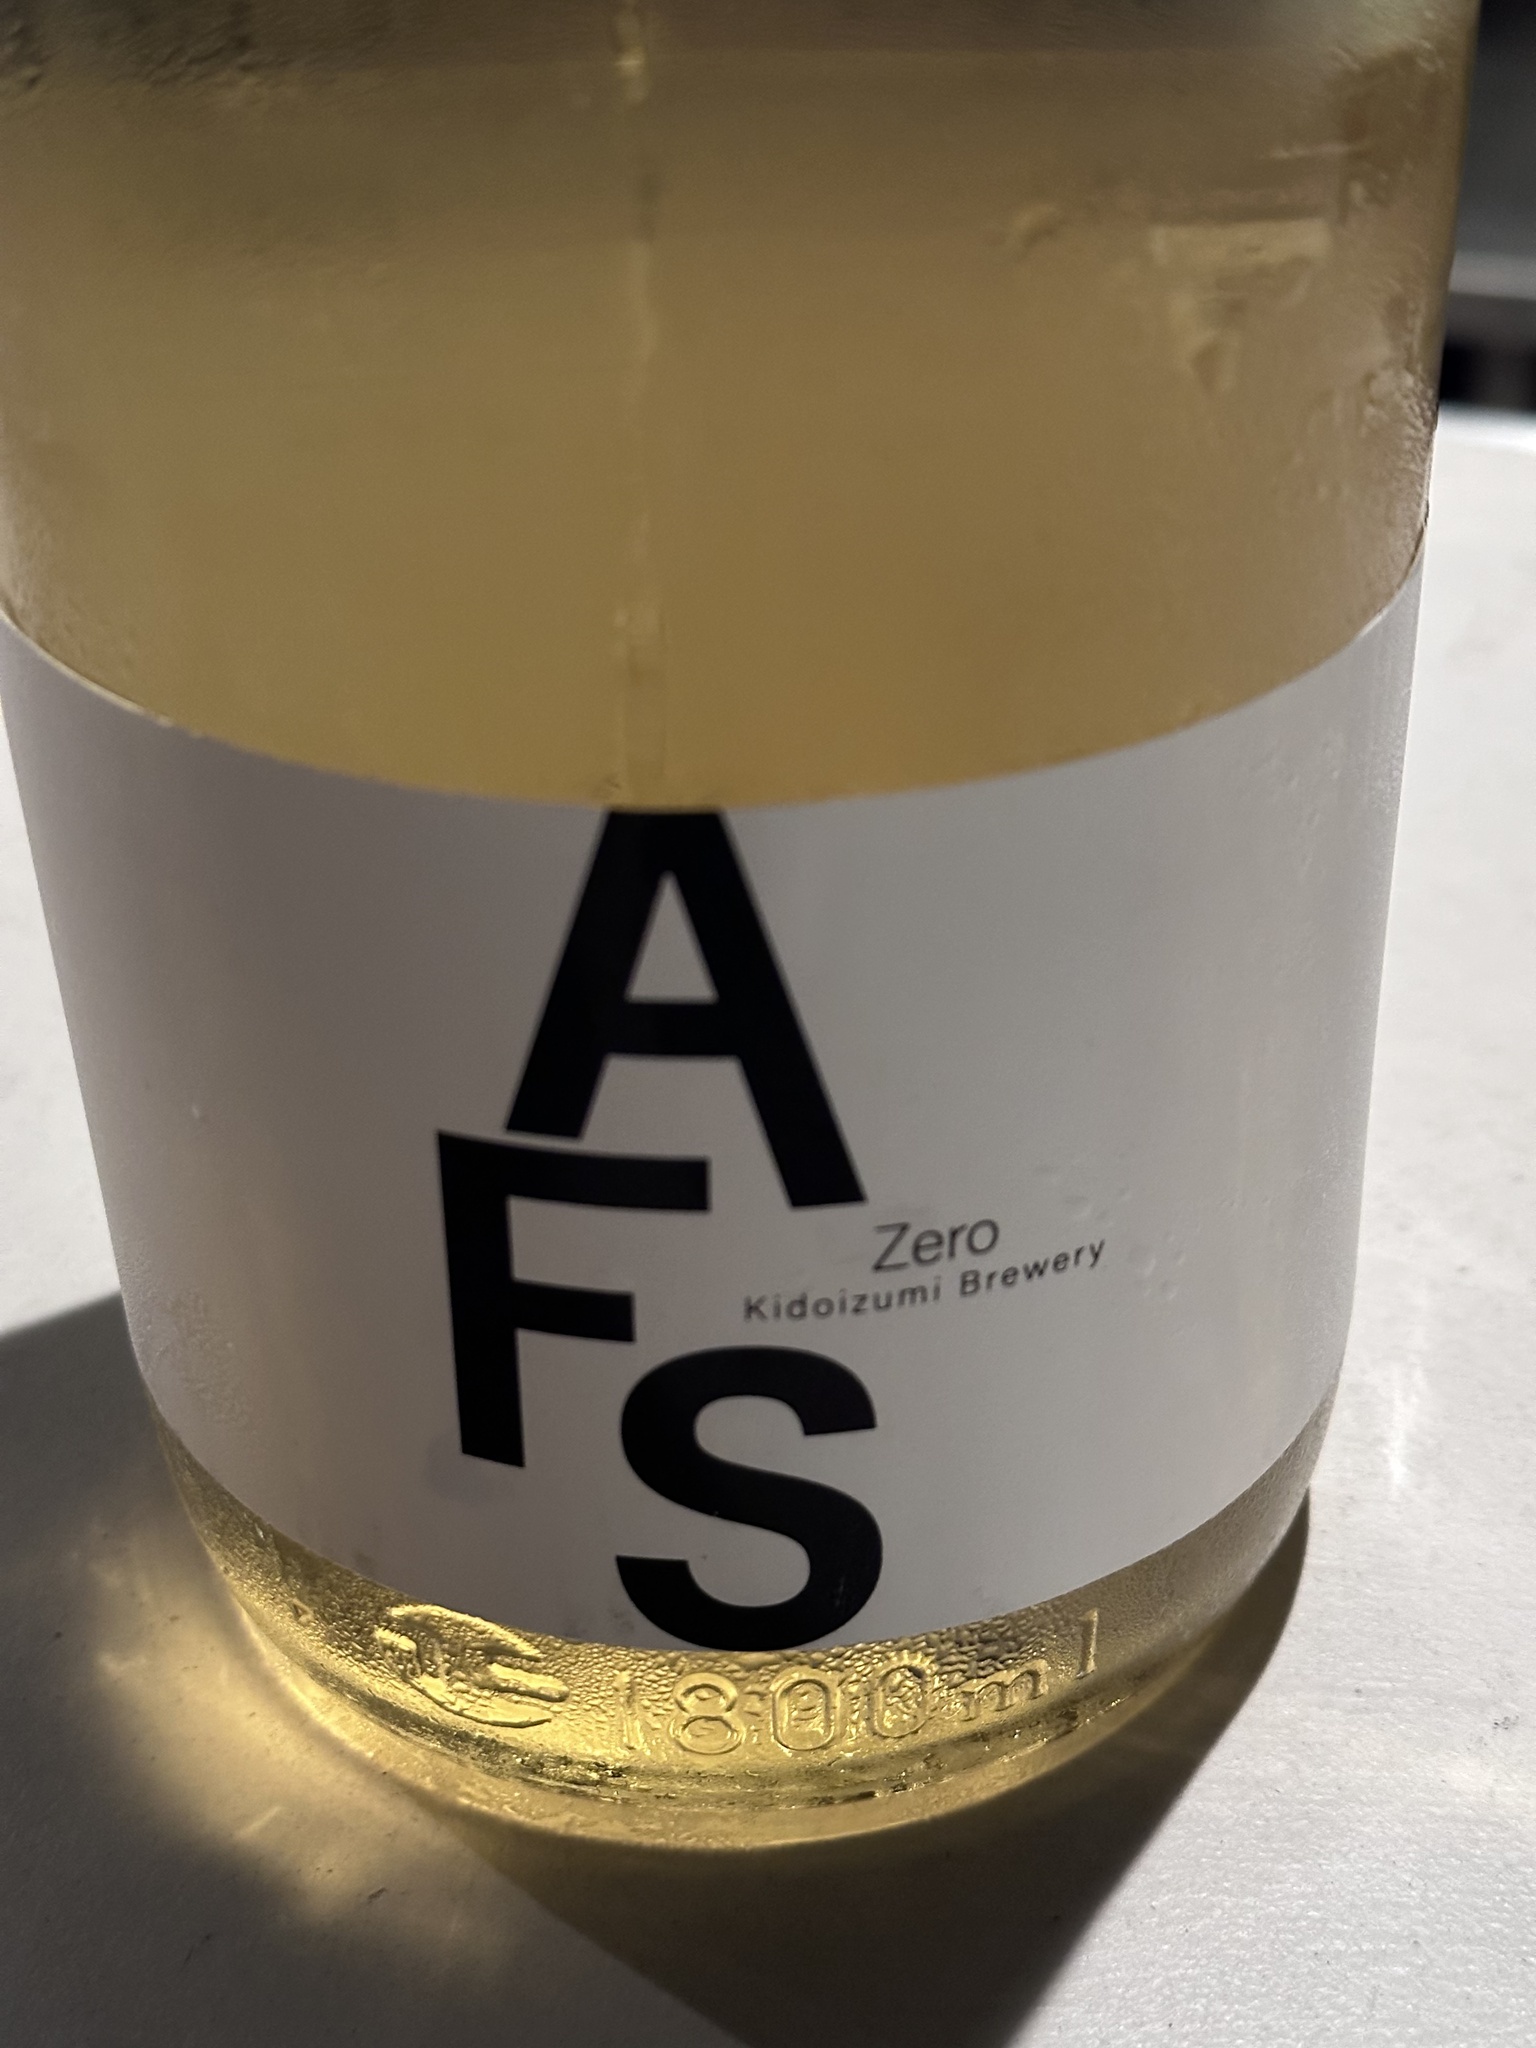 A
F
S
Zero
Kidoizumi Brewery
1800ml